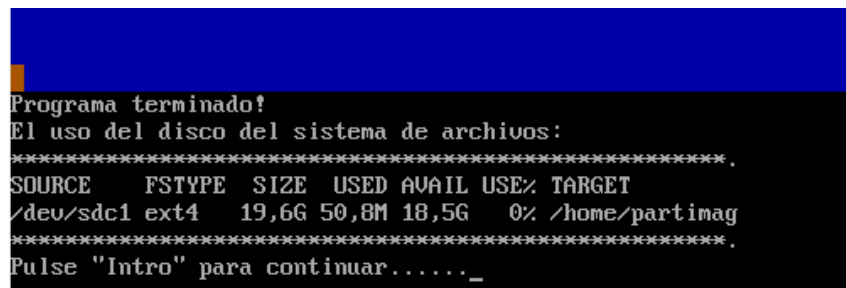 Programa terminado!
El uso del disco del sistema de archivos:
*****************************************************.
SOURCE    FSTYPE  SIZE  USED AVAIL USE% TARGET
/dev/sdc1 ext4   19,6G 50,8M 18,5G   0% /home/partimag
*****************************************************.
Pulse "Intro" para continuar......_